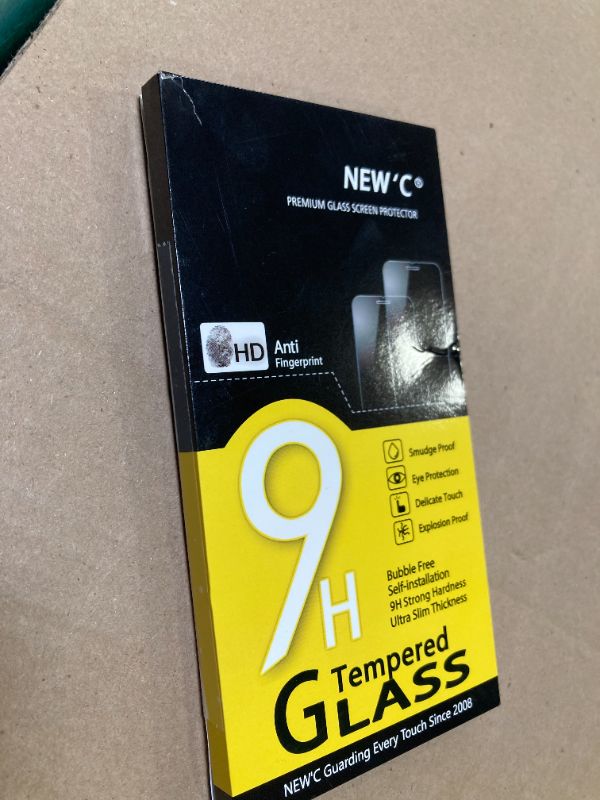 NEW'C®
PREMIUM GLASS SCREEN PROTECTOR
HD
Anti
Fingerprint
9H
Smudge Proof
Eye Protection
Delicate Touch
Explosion Proof
Bubble Free
Self-installation
9H Strong Hardness
Ultra Slim Thickness
Tempered
GLASS
NEW'C Guarding Every Touch Since 2008